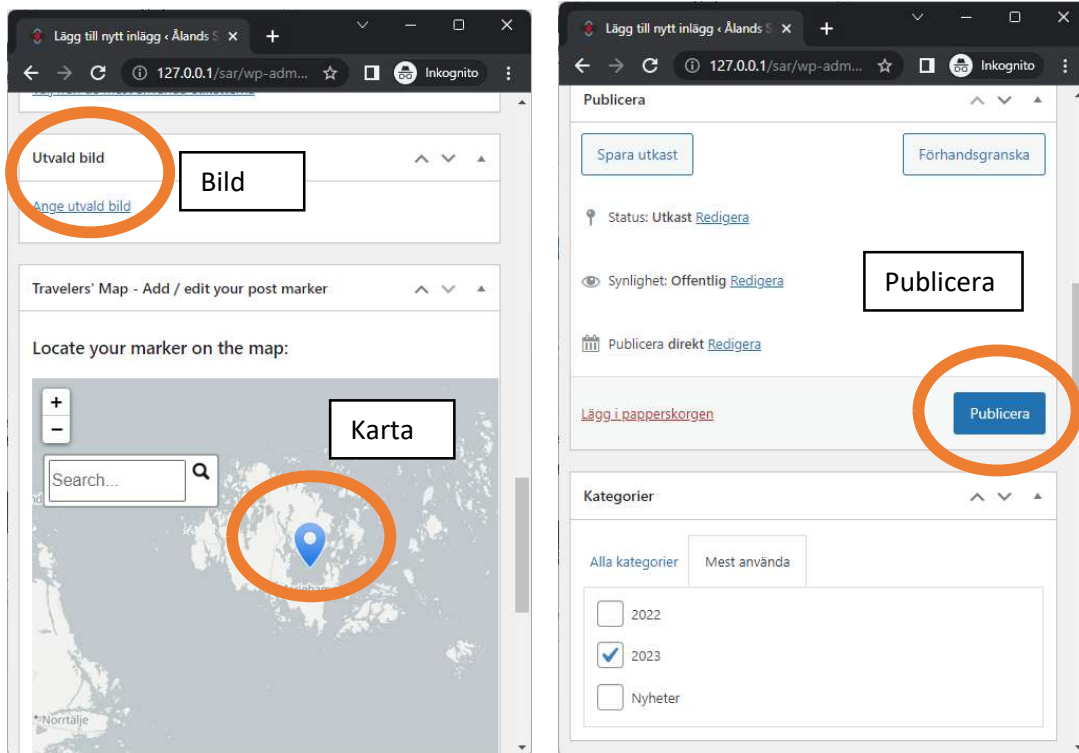 Lägg till nytt inlägg ‹ Ålands S
127.0.0.1/sar/wp-adm...
Inkognito
Utvald bild
Bild
Ange utvald bild
Travelers' Map - Add / edit your post marker
Locate your marker on the map:
+
−
Karta
Search...
Norrtälje
Lägg till nytt inlägg ‹ Ålands S
127.0.0.1/sar/wp-adm...
Inkognito
Publicera
Spara utkast
Förhandsgranska
Status: Utkast Redigera
Synlighet: Offentlig Redigera
Publicera
Publicera direkt Redigera
Lägg i papperskorgen
Publicera
Kategorier
Alla kategorier
Mest använda
2022
2023
Nyheter